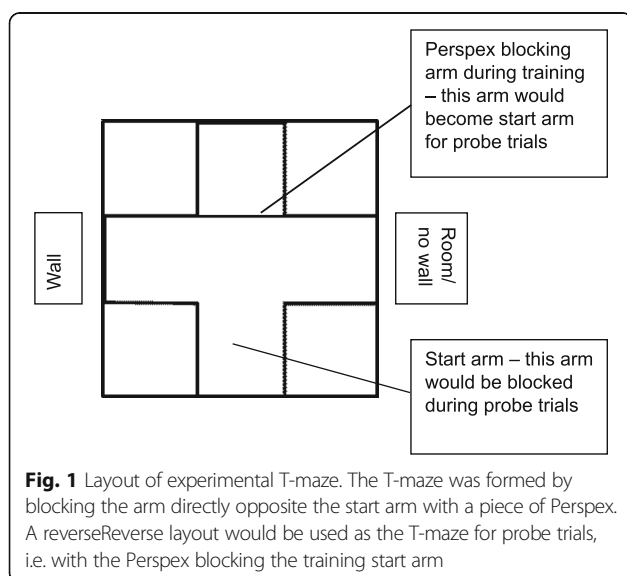 Perspex blocking
arm during training
– this arm would
become start arm
for probe trials
Wall
Room/
no wall
Start arm – this arm
would be blocked
during probe trials
Fig. 1 Layout of experimental T-maze. The T-maze was formed by
blocking the arm directly opposite the start arm with a piece of Perspex.
A reverseReverse layout would be used as the T-maze for probe trials,
i.e. with the Perspex blocking the training start arm